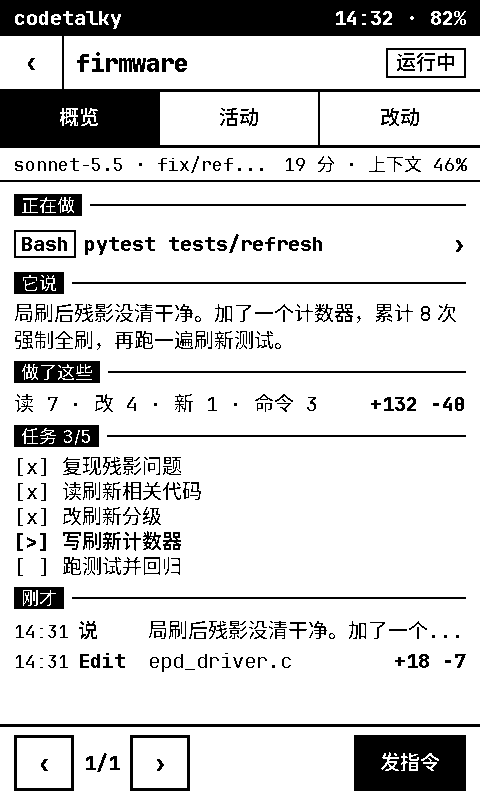 codetalky 14:32 · 82%
‹ firmware 运行中
概览 活动 改动
sonnet-5.5 · fix/ref... 19 分 · 上下文 46%
正在做
Bash pytest tests/refresh ›
它说
局刷后残影没清干净。加了一个计数器，累计 8 次
强制全刷，再跑一遍刷新测试。
做了这些
读 7 · 改 4 · 新 1 · 命令 3 +132 -40
任务 3/5
[x] 复现残影问题
[x] 读刷新相关代码
[x] 改刷新分级
[>] 写刷新计数器
[ ] 跑测试并回归
刚才
14:31 说 局刷后残影没清干净。加了一个...
14:31 Edit epd_driver.c +18 -7
‹ 1/1 › 发指令